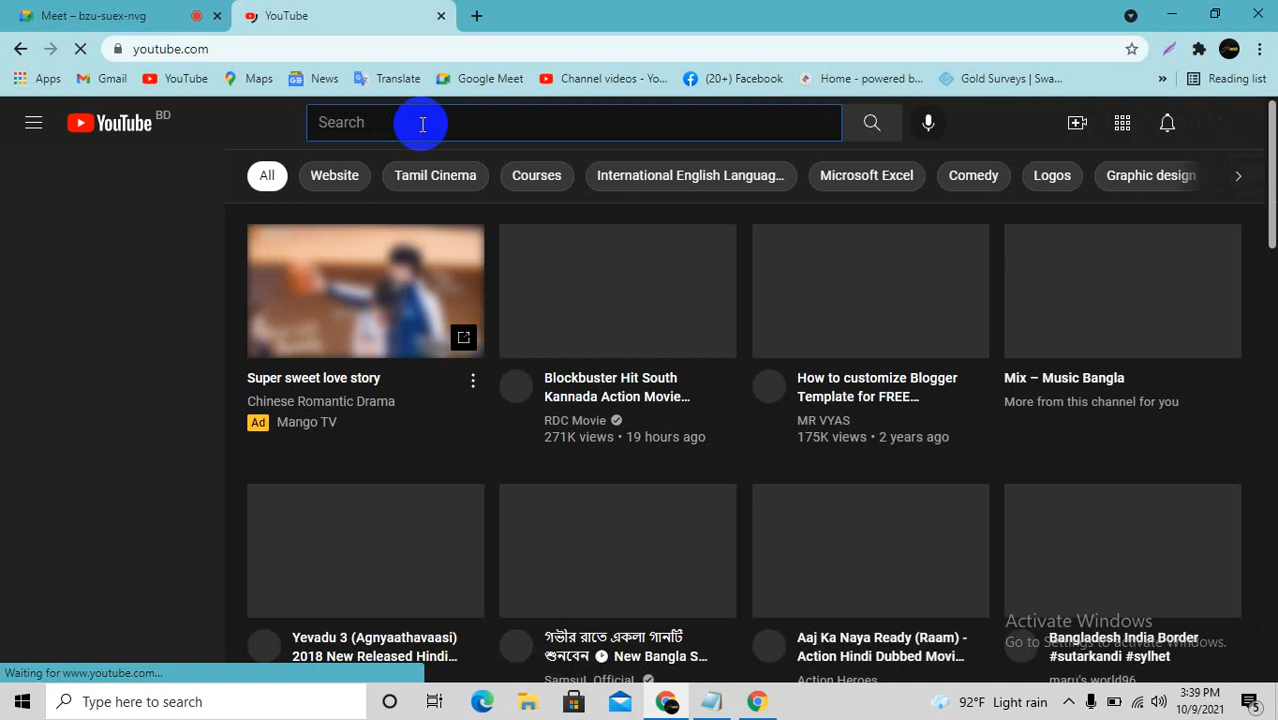 Meet – bzu-suex-nvg
YouTube
youtube.com
Apps Gmail YouTube Maps News Translate Google Meet Channel videos - Yo... (20+) Facebook Home - powered b... Gold Surveys | Swa... » Reading list
YouTube BD
Search
All Website Tamil Cinema Courses International English Languag... Microsoft Excel Comedy Logos Graphic design
Super sweet love story
Chinese Romantic Drama
Ad Mango TV
Blockbuster Hit South
Kannada Action Movie...
RDC Movie
271K views • 19 hours ago
How to customize Blogger
Template for FREE...
MR VYAS
175K views • 2 years ago
Mix – Music Bangla
More from this channel for you
Yevadu 3 (Agnyaathavaasi)
2018 New Released Hindi...
গভীর রাতে একলা গানটি
শুনবেন 🕑 New Bangla S...
Samsul Official
Aaj Ka Naya Ready (Raam) -
Action Hindi Dubbed Movi...
Action Heroes
Bangladesh India Border
#sutarkandi #sylhet
maru's world96
Activate Windows
Go to Settings to activate Windows.
Waiting for www.youtube.com...
Type here to search
92°F Light rain
3:39 PM
10/9/2021
5